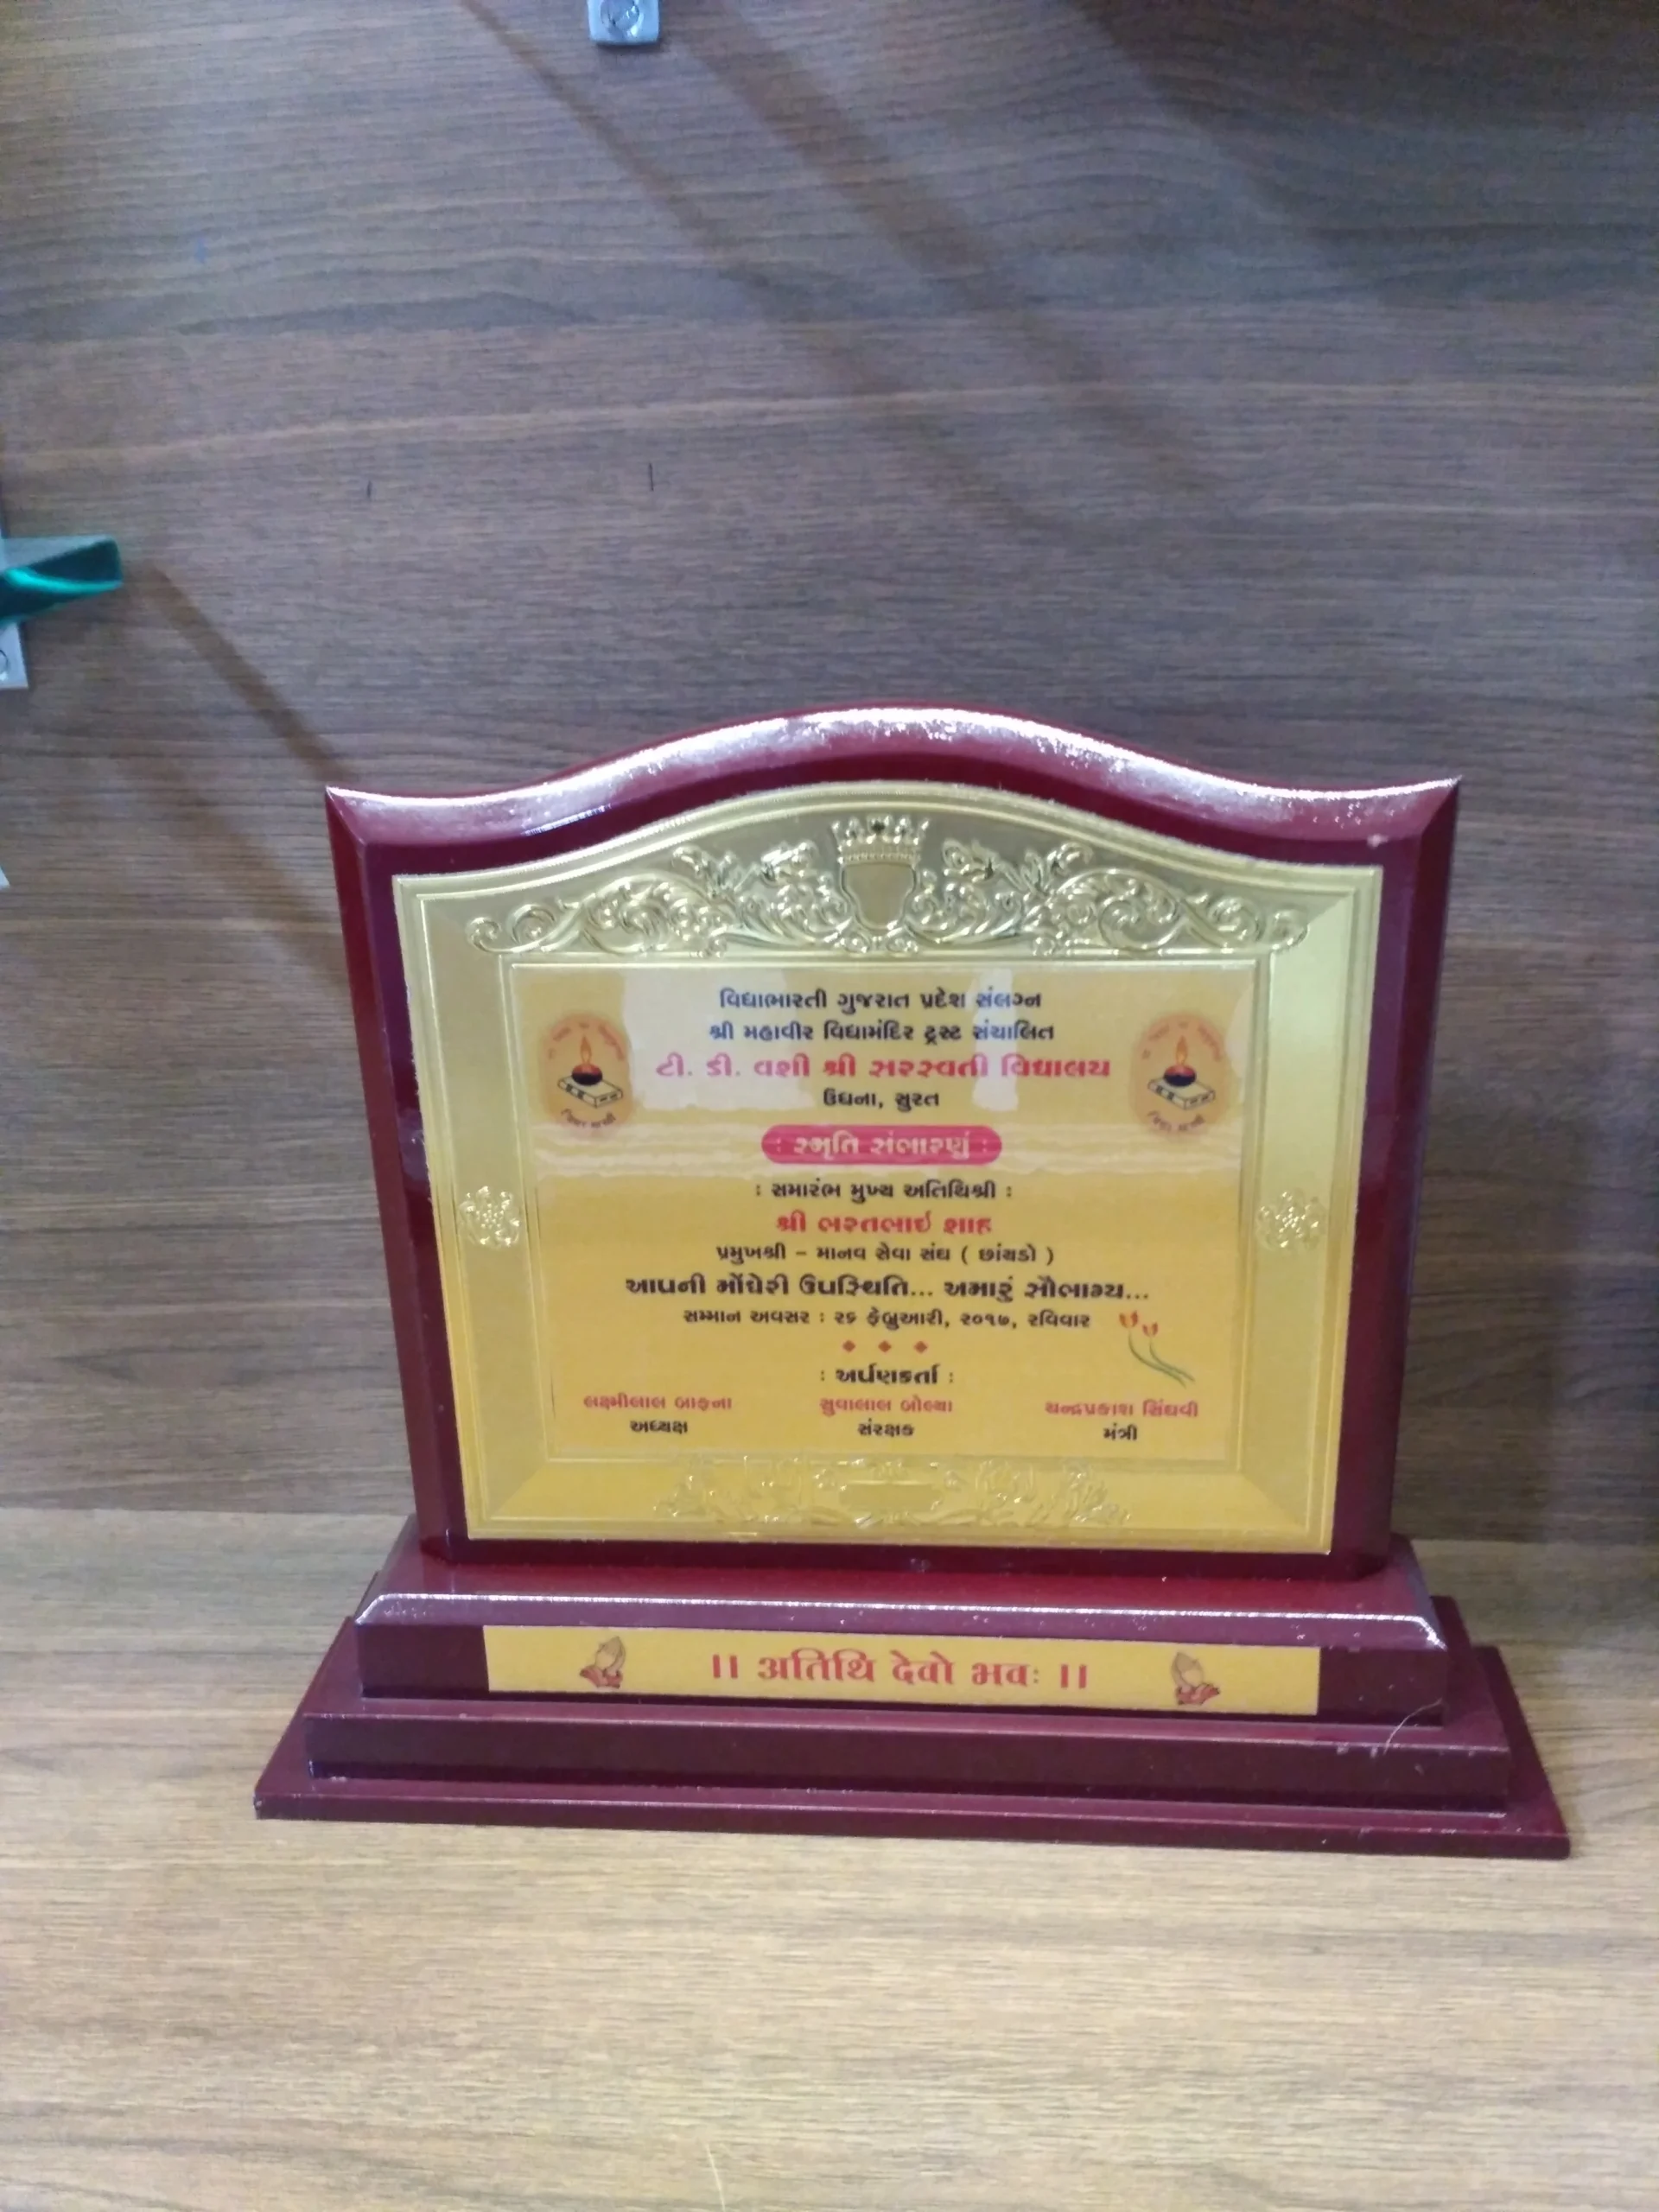 વિદ્યાભારતી ગુજરાત પ્રદેશ સંલગ્ન
શ્રી મહાવીર વિદ્યામંદિર ટ્રસ્ટ સંચાલિત
ટી. ડી. વશી શ્રી સરસ્વતી વિદ્યાલય
ઉધના, સુરત
: સ્મૃતિ સંભારણું :
: સમારંભ મુખ્ય અતિથિશ્રી :
શ્રી ભરતભાઇ શાહ
પ્રમુખશ્રી - માનવ સેવા સંઘ ( છાંયડો )
આપની મોંઘેરી ઉપસ્થિતિ... અમારું સૌભાગ્ય...
સમ્માન અવસર : ૨૬ ફેબ્રુઆરી, ૨૦૧૭, રવિવાર
: અર્પણકર્તા :
લક્ષ્મીલાલ બાફના સુવાલાલ બોલ્યા ચન્દ્રપ્રકાશ સિંઘવી
અધ્યક્ષ સંરક્ષક મંત્રી
।। अतिथि देवो भवः ।।